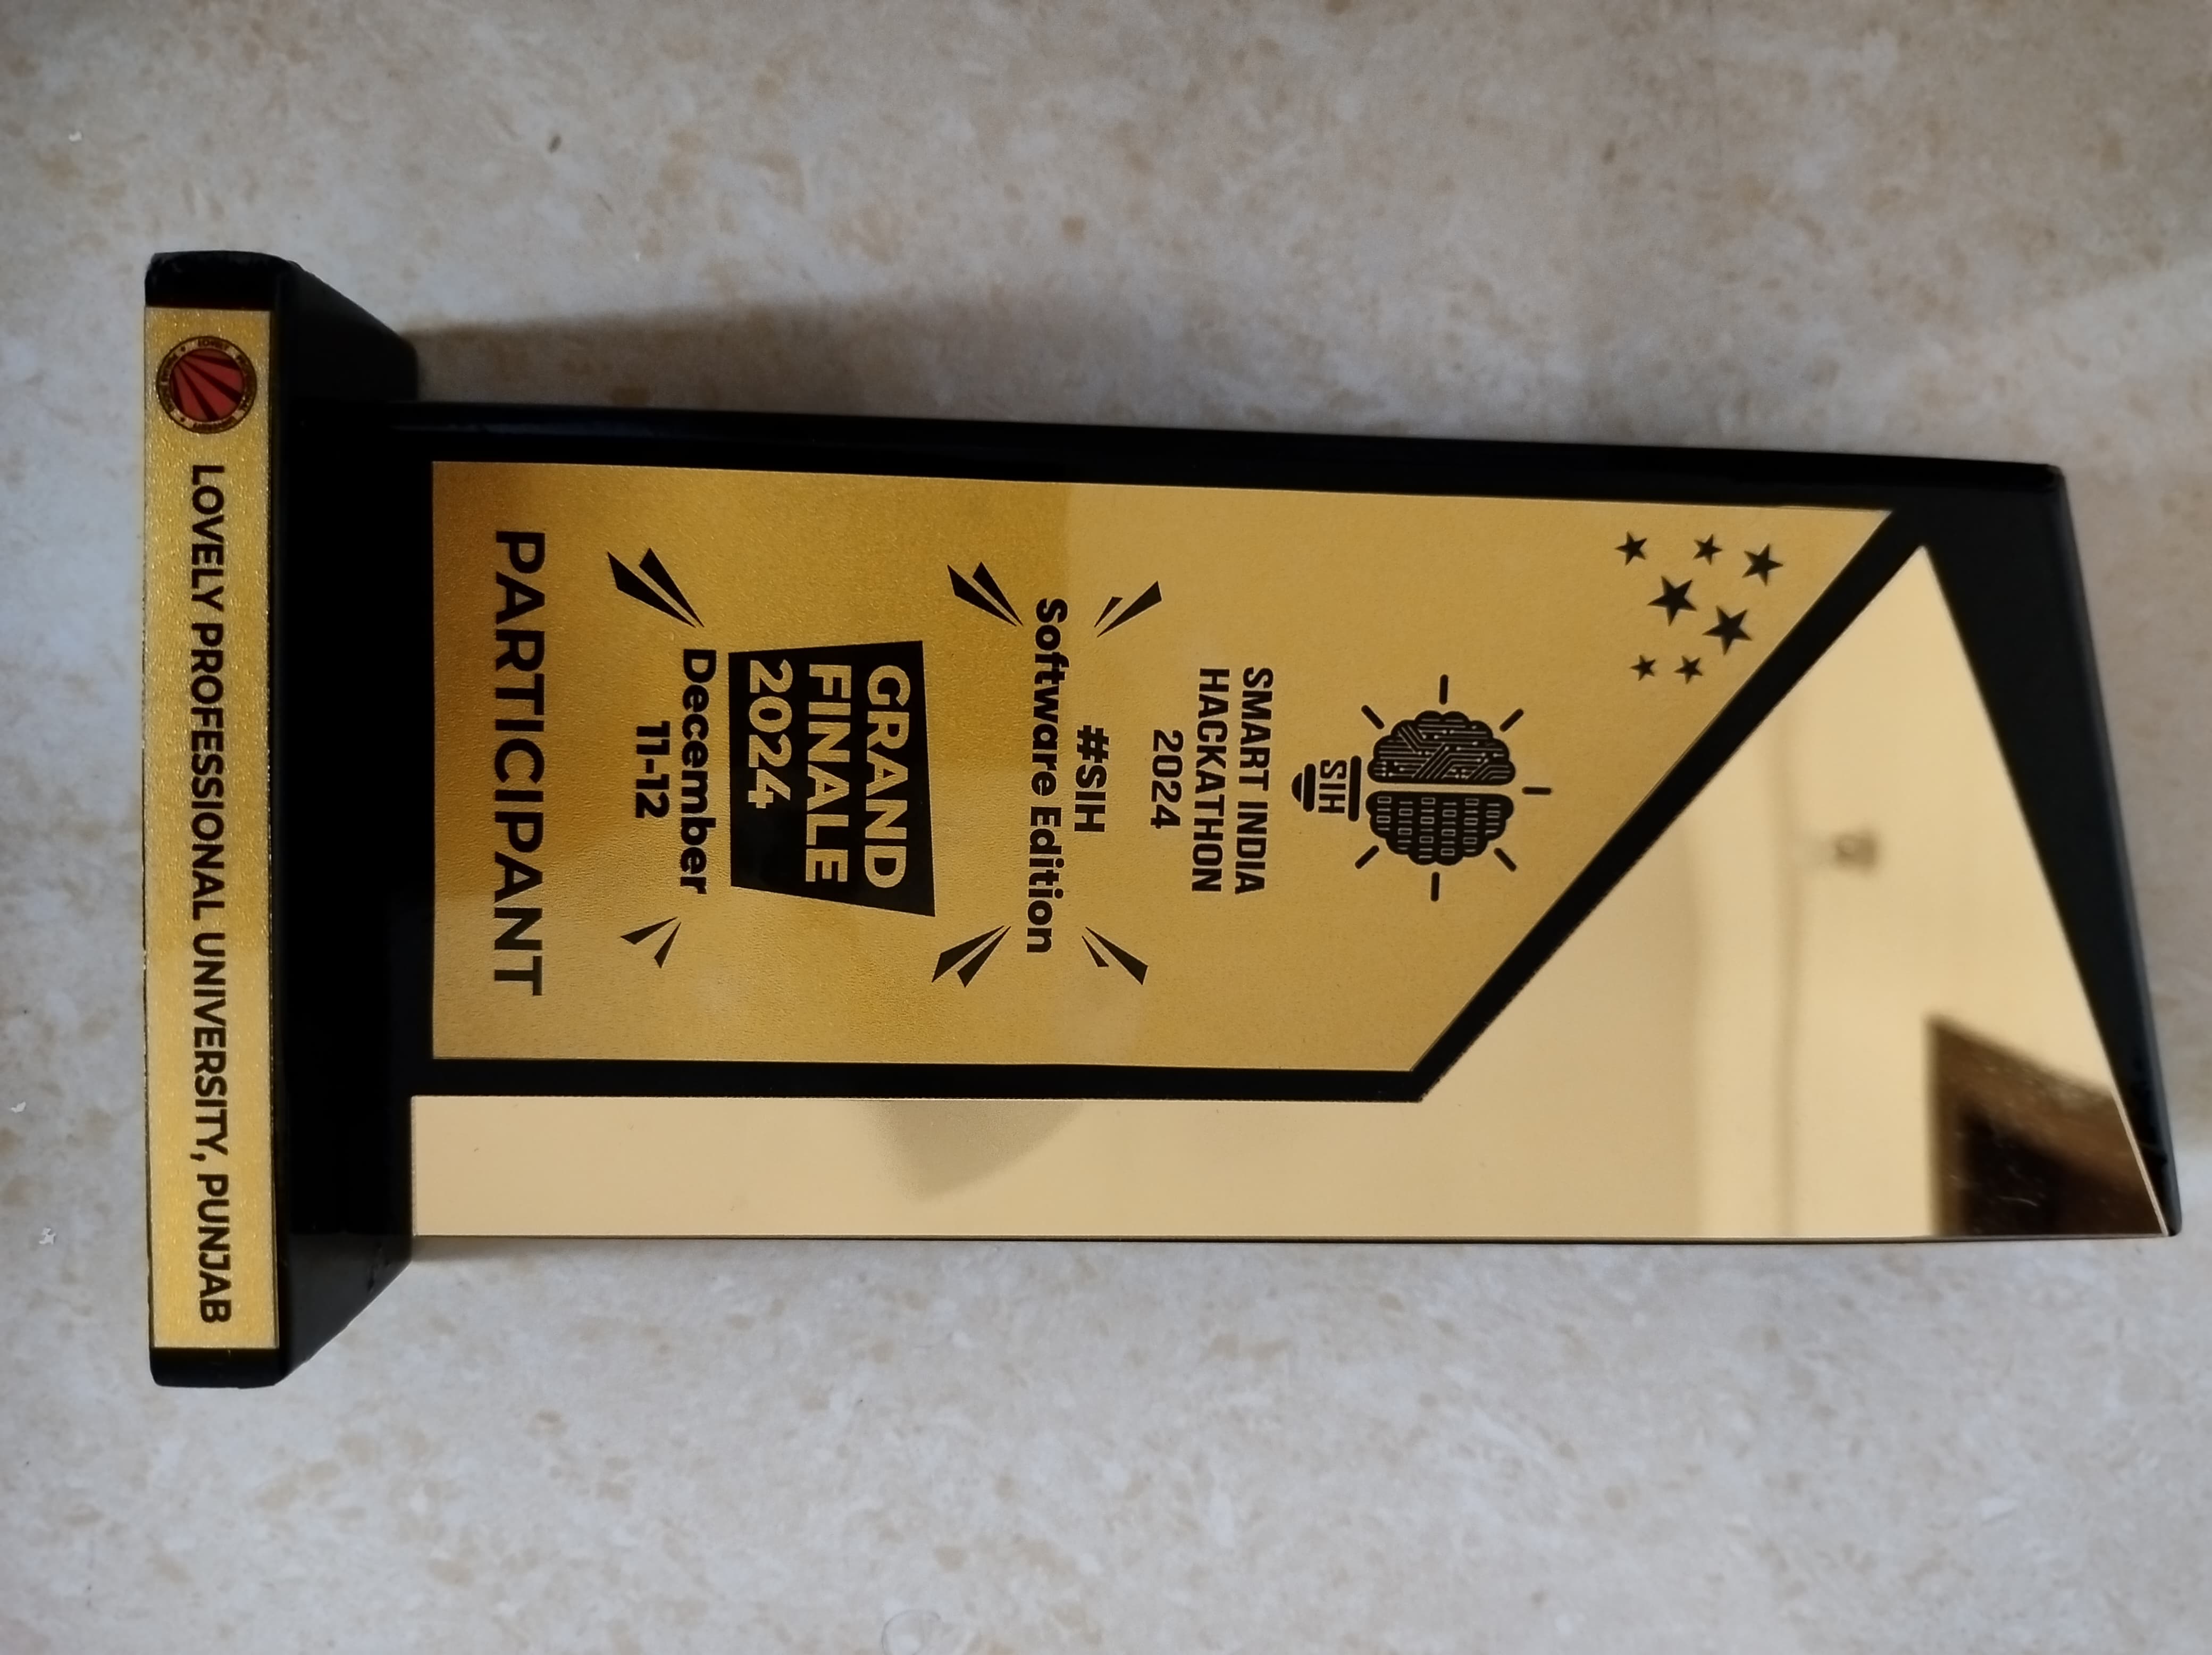 SIH
SMART INDIA
HACKATHON
2024
#SIH
Software Edition
GRAND
FINALE
2024
December
11-12
PARTICIPANT
LOVELY PROFESSIONAL UNIVERSITY, PUNJAB